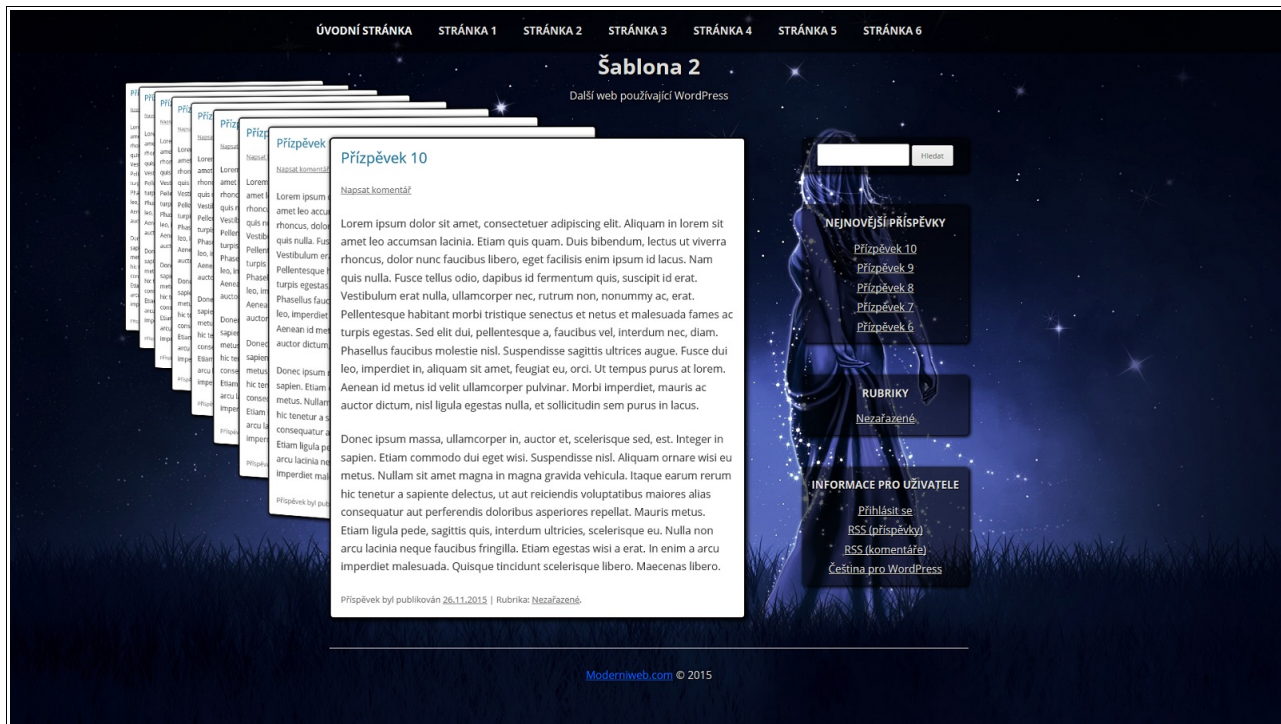 ÚVODNÍ STRÁNKA STRÁNKA 1 STRÁNKA 2 STRÁNKA 3 STRÁNKA 4 STRÁNKA 5 STRÁNKA 6
Šablona 2
Další web používající WordPress
Přízpěvek 10
Napsat komentář
Lorem ipsum dolor sit amet, consectetuer adipiscing elit. Aliquam in lorem sit
amet leo accumsan lacinia. Etiam quis quam. Duis bibendum, lectus ut viverra
rhoncus, dolor nunc faucibus libero, eget facilisis enim ipsum id lacus. Nam
quis nulla. Fusce tellus odio, dapibus id fermentum quis, suscipit id erat.
Vestibulum erat nulla, ullamcorper nec, rutrum non, nonummy ac, erat.
Pellentesque habitant morbi tristique senectus et netus et malesuada fames ac
turpis egestas. Sed elit dui, pellentesque a, faucibus vel, interdum nec, diam.
Phasellus faucibus molestie nisl. Suspendisse sagittis ultrices augue. Fusce dui
leo, imperdiet in, aliquam sit amet, feugiat eu, orci. Ut tempus purus at lorem.
Aenean id metus id velit ullamcorper pulvinar. Morbi imperdiet, mauris ac
auctor dictum, nisl ligula egestas nulla, et sollicitudin sem purus in lacus.
Donec ipsum massa, ullamcorper in, auctor et, scelerisque sed, est. Integer in
sapien. Etiam commodo dui eget wisi. Suspendisse nisl. Aliquam ornare wisi eu
metus. Nullam sit amet magna in magna gravida vehicula. Itaque earum rerum
hic tenetur a sapiente delectus, ut aut reiciendis voluptatibus maiores alias
consequatur aut perferendis doloribus asperiores repellat. Mauris metus.
Etiam ligula pede, sagittis quis, interdum ultricies, scelerisque eu. Nulla non
arcu lacinia neque faucibus fringilla. Etiam egestas wisi a erat. In enim a arcu
imperdiet malesuada. Quisque tincidunt scelerisque libero. Maecenas libero.
Příspěvek byl publikován 26.11.2015 | Rubrika: Nezařazené.
Hledat
NEJNOVĚJŠÍ PŘÍSPĚVKY
Přízpěvek 10
Přízpěvek 9
Přízpěvek 8
Přízpěvek 7
Přízpěvek 6
RUBRIKY
Nezařazené
INFORMACE PRO UŽIVATELE
Přihlásit se
RSS (příspěvky)
RSS (komentáře)
Čeština pro WordPress
Moderniweb.com © 2015